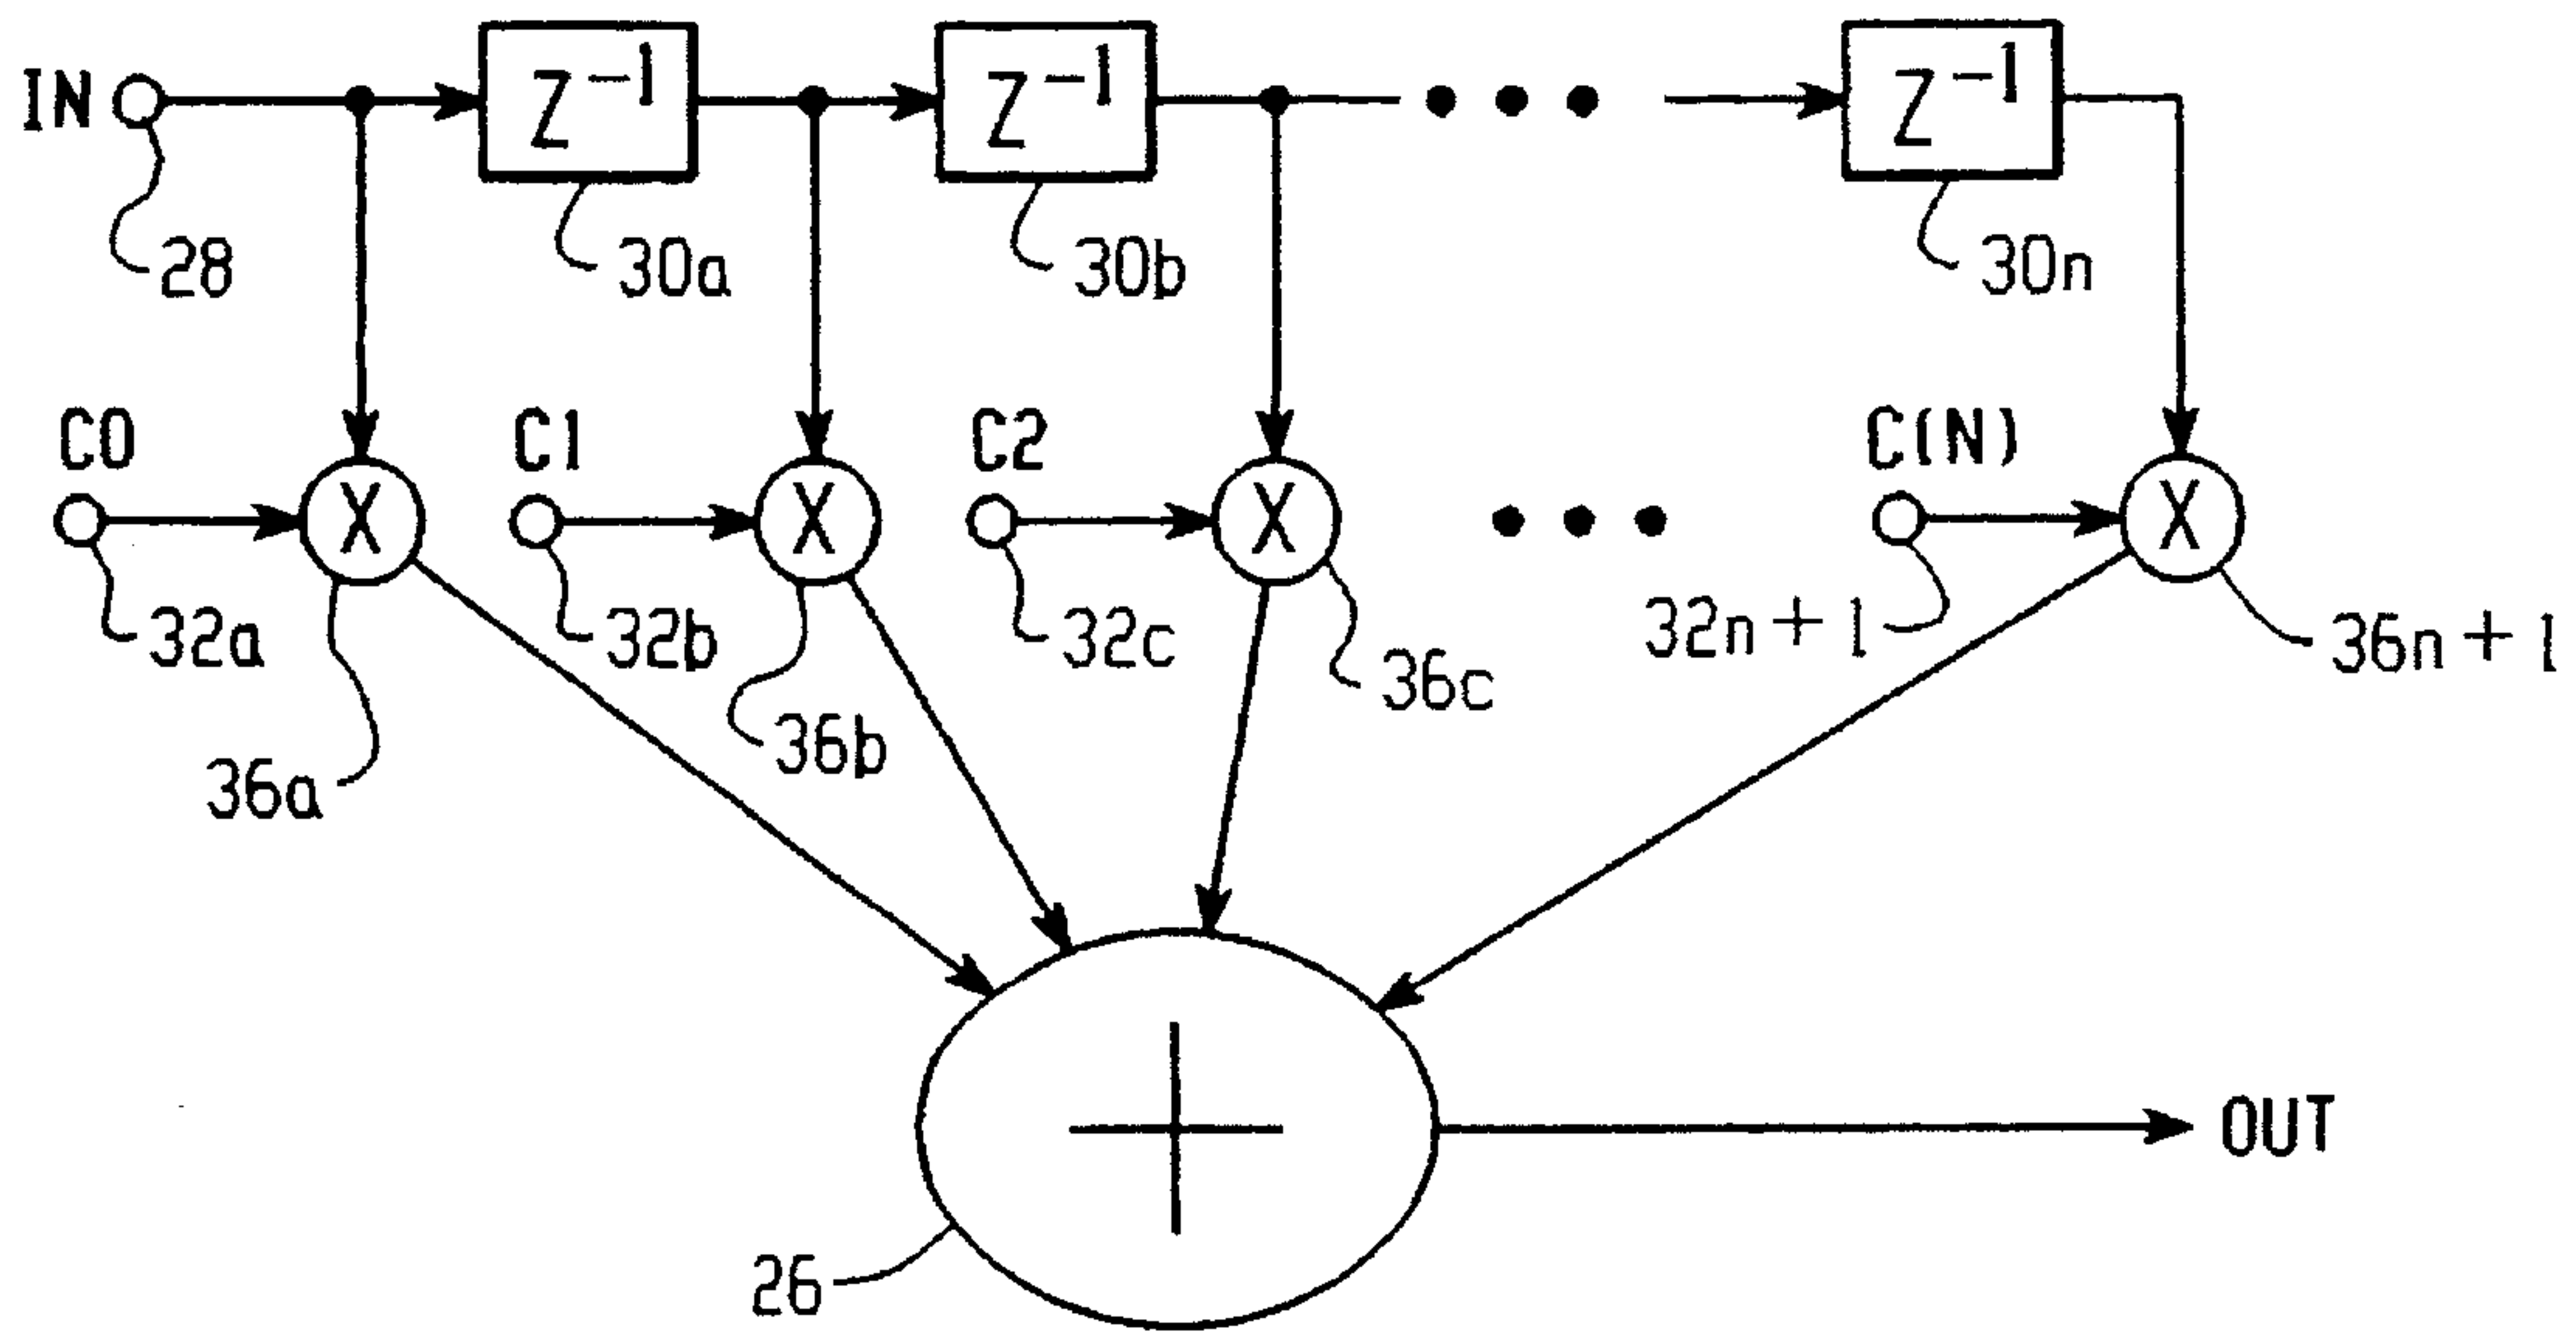 IN
Z⁻¹
Z⁻¹
Z⁻¹
28
30a
30b
30n
C0
C1
C2
C(N)
X
X
X
X
32a
32b
32c
32n+1
36n+1
36a
36b
36c
+
OUT
26